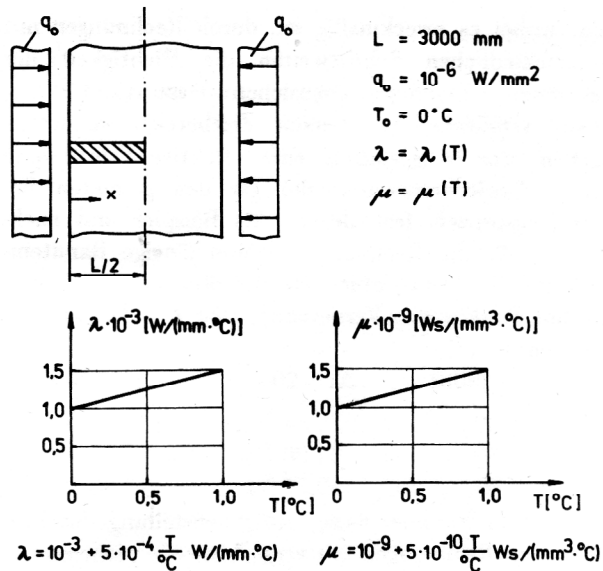 q₀
q₀
L = 3000 mm
q₀ = 10⁻⁶ W/mm²
T₀ = 0°C
λ = λ (T)
μ = μ (T)
x
L/2
λ·10⁻³ [W/(mm·°C)]
1,5
1,0
0,5
0
0,5
1,0
T[°C]
μ·10⁻⁹ [Ws/(mm³·°C)]
1,5
1,0
0,5
0
0,5
1,0
T[°C]
λ = 10⁻³ + 5·10⁻⁴ T/°C W/(mm·°C)
μ = 10⁻⁹ + 5·10⁻¹⁰ T/°C Ws/(mm³·°C)